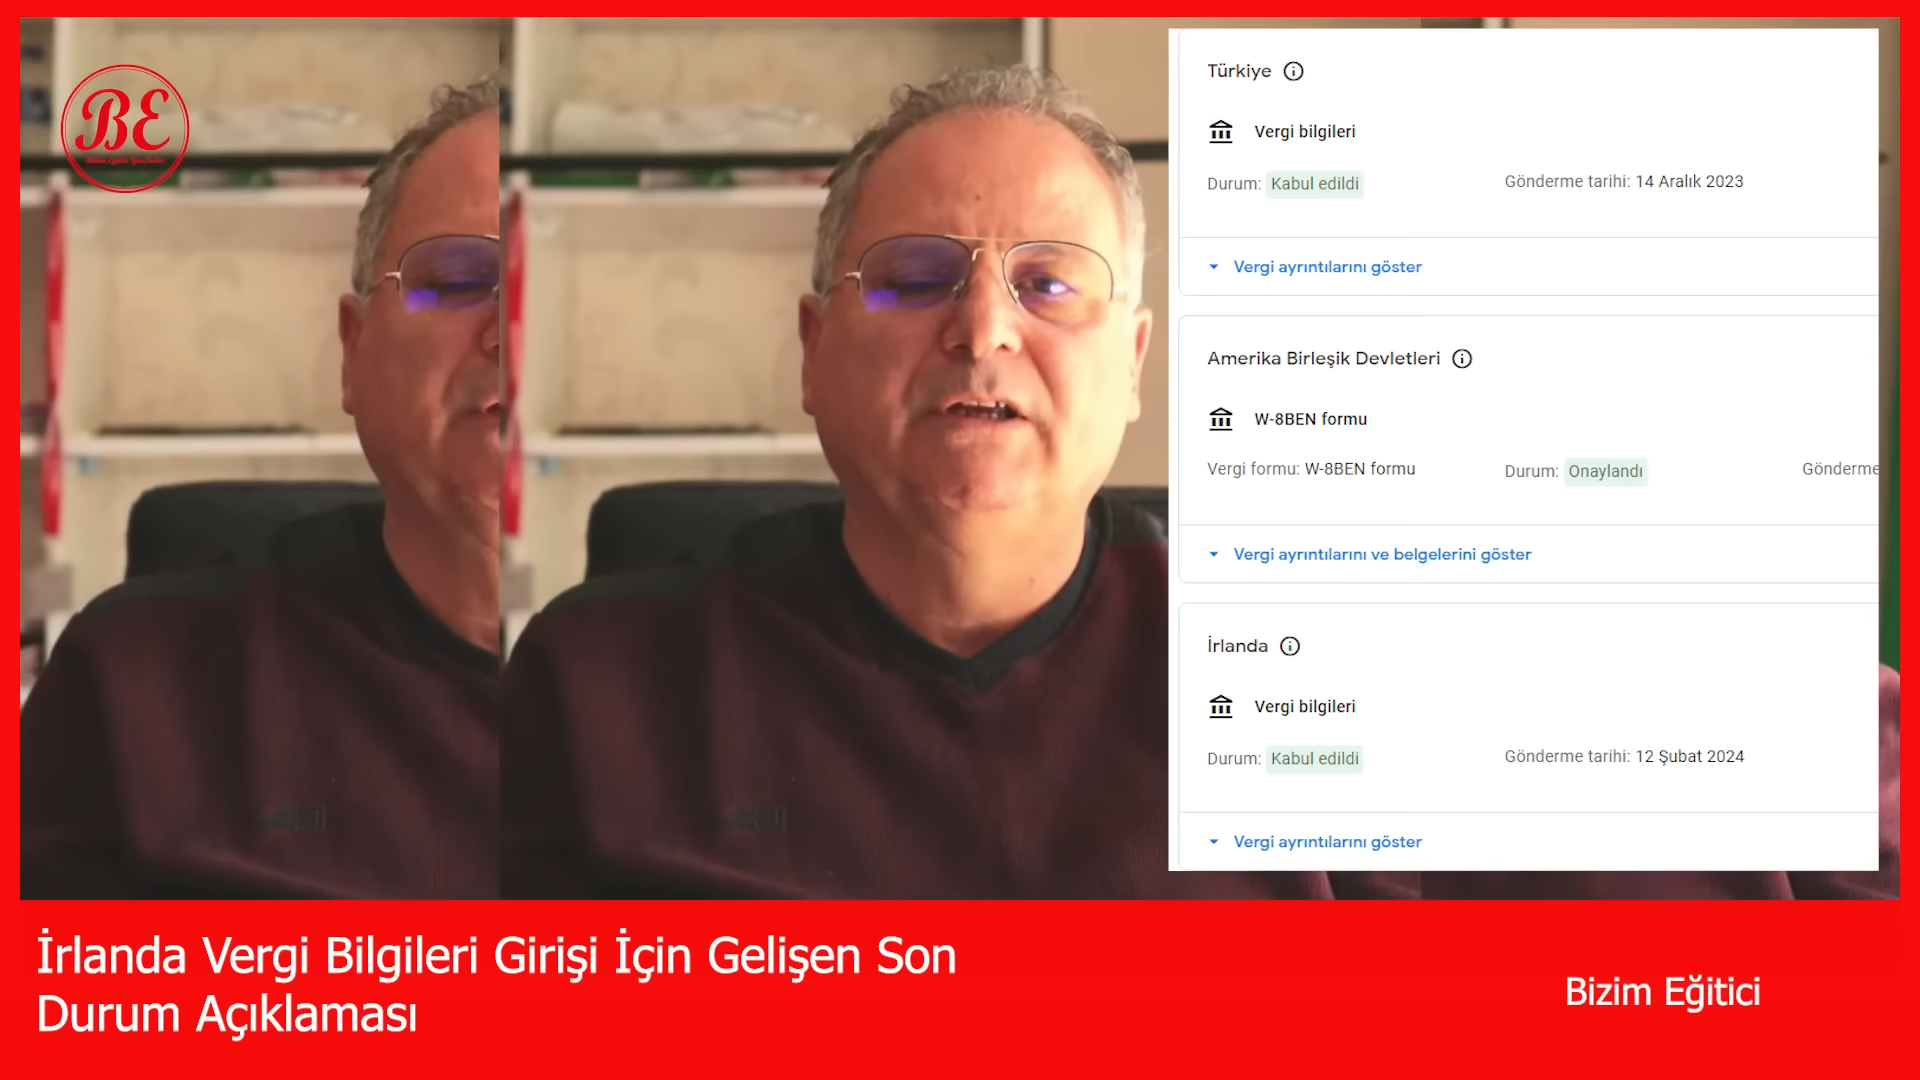 BE
Türkiye
Vergi bilgileri
Durum: Kabul edildi
Gönderme tarihi: 14 Aralık 2023
Vergi ayrıntılarını göster
Amerika Birleşik Devletleri
W-8BEN formu
Vergi formu: W-8BEN formu
Durum: Onaylandı
Gönderme
Vergi ayrıntılarını ve belgelerini göster
İrlanda
Vergi bilgileri
Durum: Kabul edildi
Gönderme tarihi: 12 Şubat 2024
Vergi ayrıntılarını göster
İrlanda Vergi Bilgileri Girişi İçin Gelişen Son
Durum Açıklaması
Bizim Eğitici